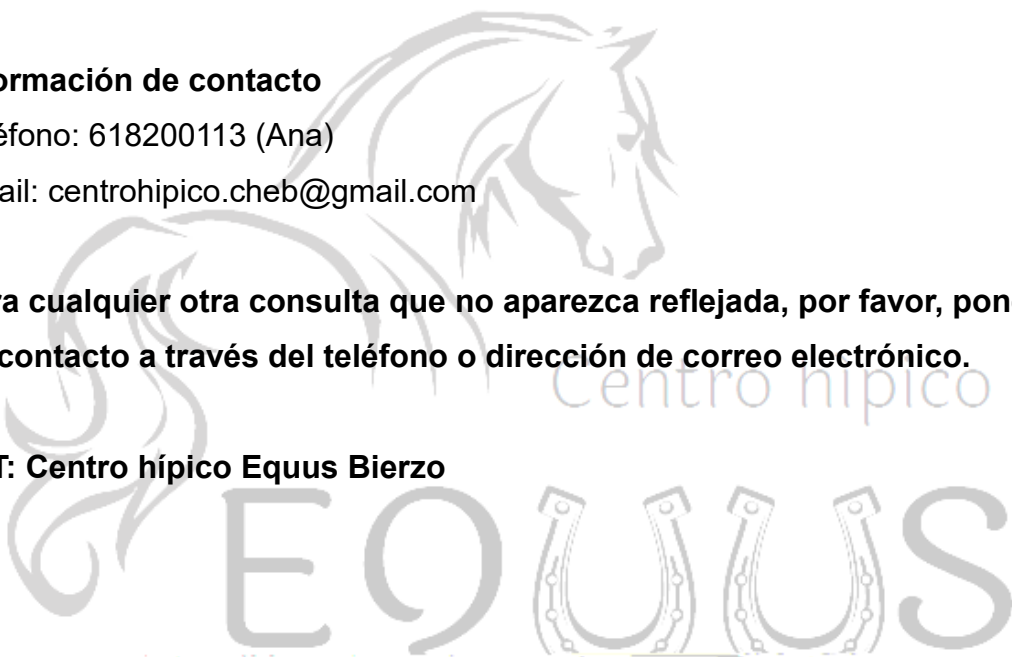 ormación de contacto
éfono: 618200113 (Ana)
ail: centrohipico.cheb@gmail.com
a cualquier otra consulta que no aparezca reflejada, por favor, pon
contacto a través del teléfono o dirección de correo electrónico.
Centro hípico
T: Centro hípico Equus Bierzo
EQUUS